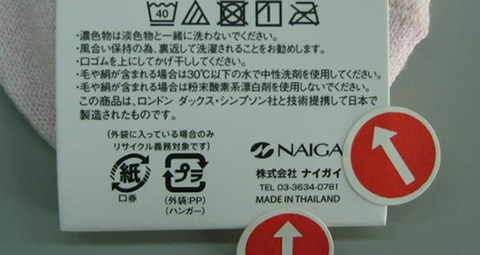 40
・濃色物は淡色物と一緒に洗わないでください。
・風合い保持の為、裏返して洗濯されることをお勧めします。
・口ゴムを上にしてかげ干ししてください。
・毛や絹が含まれる場合は30℃以下の水で中性洗剤を使用してください。
・毛や絹が含まれる場合は粉末酸素系漂白剤を使用しないでください。
この商品は、ロンドン ダックス・シンプソン社と技術提携して日本で
製造されたものです。
(外袋に入っている場合のみ
リサイクル義務対象です)
紙
口券
プラ
(外袋:PP)
(ハンガー)
NAIGA
株式会社 ナイガイ
TEL 03-3634-0781
MADE IN THAILAND